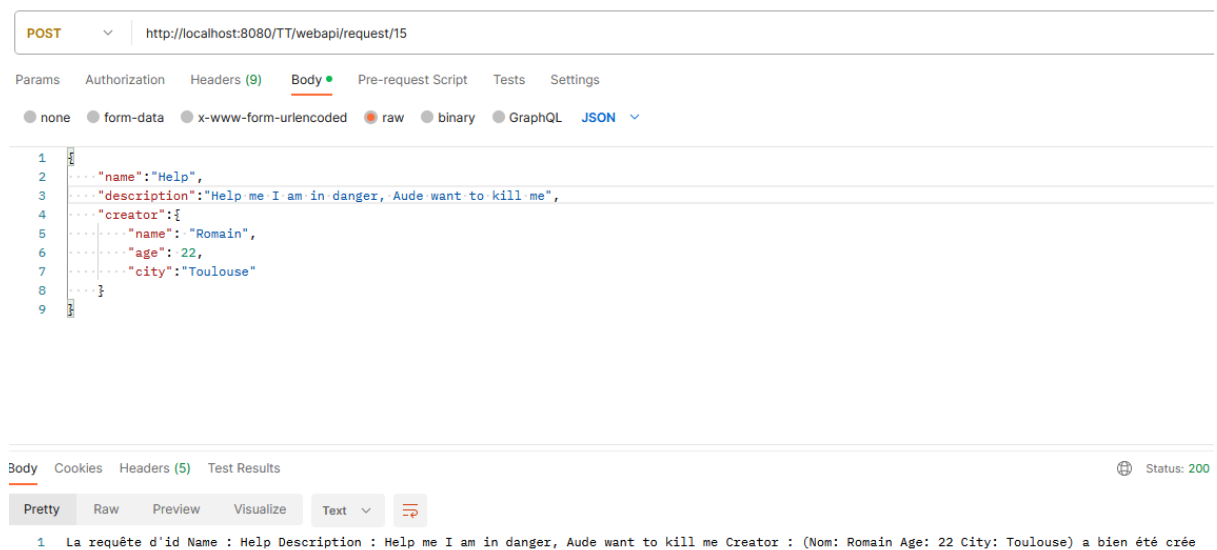 POST http://localhost:8080/TT/webapi/request/15
Params Authorization Headers (9) Body Pre-request Script Tests Settings
none form-data x-www-form-urlencoded raw binary GraphQL JSON
1 {
2 "name":"Help",
3 "description":"Help me I am in danger, Aude want to kill me",
4 "creator":{
5 "name": "Romain",
6 "age": 22,
7 "city":"Toulouse"
8 }
9 }
Body Cookies Headers (5) Test Results Status: 200
Pretty Raw Preview Visualize Text
1 La requête d'id Name : Help Description : Help me I am in danger, Aude want to kill me Creator : (Nom: Romain Age: 22 City: Toulouse) a bien été crée